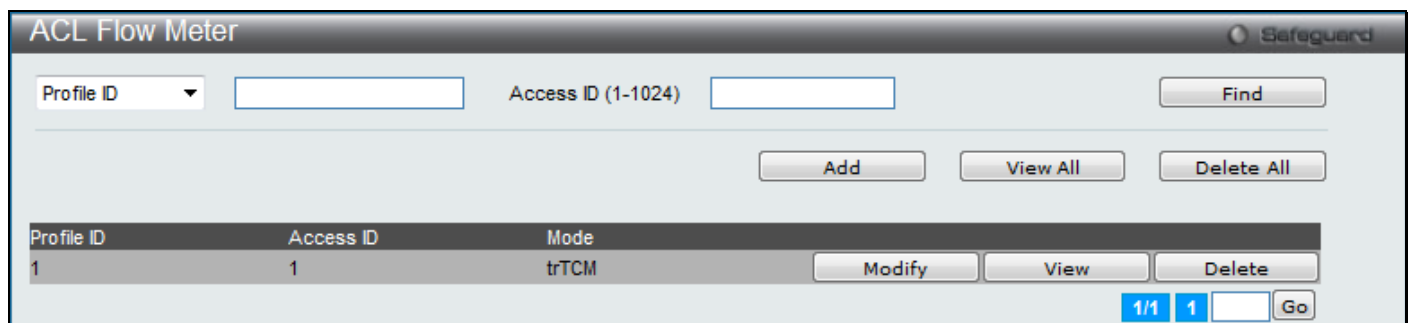 ACL Flow Meter
Safeguard
Profile ID Access ID (1-1024) Find
Add View All Delete All
Profile ID Access ID Mode
1 1 trTCM Modify View Delete
1/1 1 Go